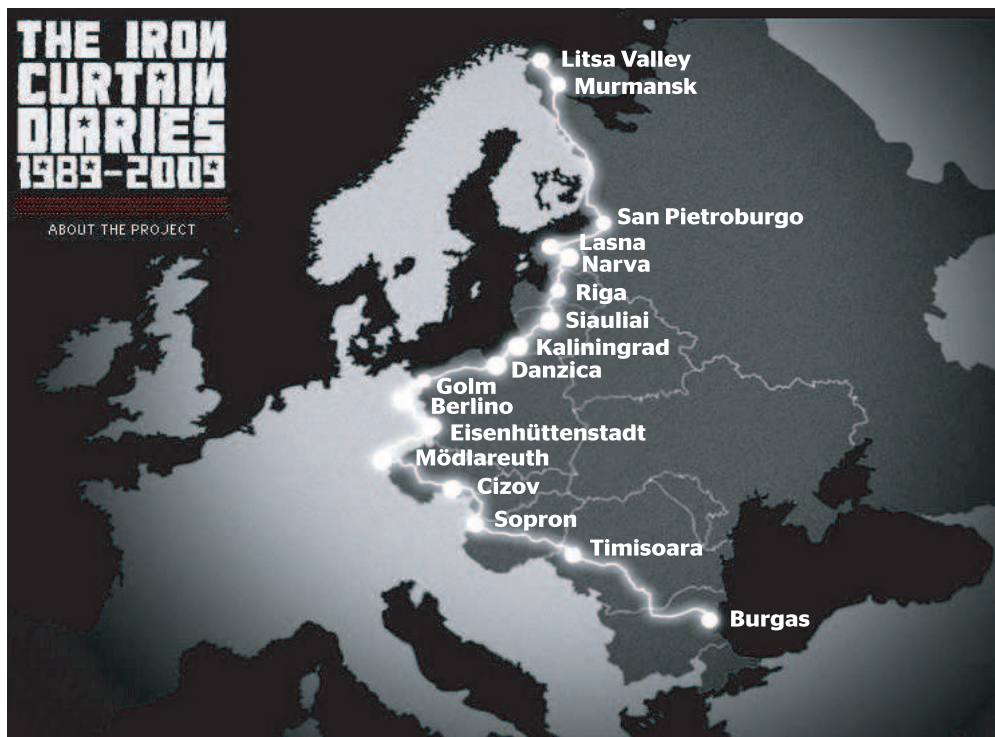 THE IRON
CURTAIN
DIARIES
1989-2009
ABOUT THE PROJECT
Litsa Valley
Murmansk
San Pietroburgo
Lasna
Narva
Riga
Siauliai
Kaliningrad
Danzica
Golm
Berlino
Eisenhüttenstadt
Mödlareuth
Cizov
Sopron
Timisoara
Burgas